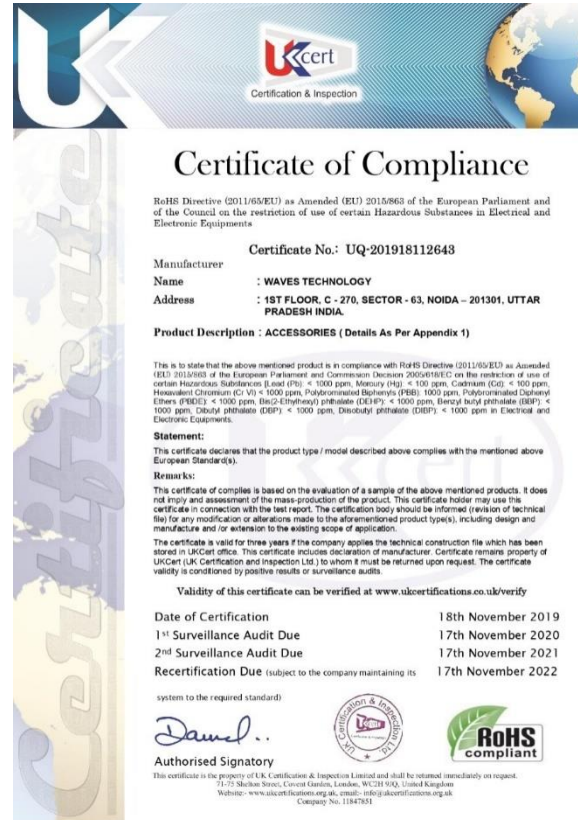 UK
UKcert
Certification & Inspection
Certificate
Certificate of Compliance
RoHS Directive (2011/65/EU) as Amended (EU) 2015/863 of the European Parliament and
of the Council on the restriction of use of certain Hazardous Substances in Electrical and
Electronic Equipments
Certificate No.: UQ-201918112643
Manufacturer
Name : WAVES TECHNOLOGY
Address : 1ST FLOOR, C - 270, SECTOR - 63, NOIDA – 201301, UTTAR
PRADESH INDIA.
Product Description : ACCESSORIES ( Details As Per Appendix 1)
This is to state that the above mentioned product is in compliance with RoHS Directive (2011/65/EU) as Amended
(EU) 2015/863 of the European Parliament and Commission Decision 2005/618/EC on the restriction of use of
certain Hazardous Substances [Lead (Pb): < 1000 ppm, Mercury (Hg): < 100 ppm, Cadmium (Cd): < 100 ppm,
Hexavalent Chromium (Cr VI) < 1000 ppm, Polybrominated Biphenyls (PBB): 1000 ppm, Polybrominated Diphenyl
Ethers (PBDE): < 1000 ppm, Bis(2-Ethylhexyl) phthalate (DEHP): < 1000 ppm, Benzyl butyl phthalate (BBP): <
1000 ppm, Dibutyl phthalate (DBP): < 1000 ppm, Diisobutyl phthalate (DIBP): < 1000 ppm in Electrical and
Electronic Equipments.
Statement:
This certificate declares that the product type / model described above complies with the mentioned above
European Standard(s).
Remarks:
This certificate of complies is based on the evaluation of a sample of the above mentioned products. It does
not imply and assessment of the mass-production of the product. This certificate holder may use this
certificate in connection with the test report. The certification body should be informed (revision of technical
file) for any modification or alterations made to the aforementioned product type(s), including design and
manufacture and /or extension to the existing scope of application.
The certificate is valid for three years if the company applies the technical construction file which has been
stored in UKCert office. This certificate includes declaration of manufacturer. Certificate remains property of
UKCert (UK Certification and Inspection Ltd.) to whom it must be returned upon request. The certificate
validity is conditioned by positive results or surveillance audits.
Validity of this certificate can be verified at www.ukcertifications.co.uk/verify
Date of Certification 18th November 2019
1st Surveillance Audit Due 17th November 2020
2nd Surveillance Audit Due 17th November 2021
Recertification Due (subject to the company maintaining its 17th November 2022
system to the required standard)
UK Certification & Inspection Ltd.
RoHS
compliant
Authorised Signatory
This certificate is the property of UK Certification & Inspection Limited and shall be returned immediately on request.
71-75 Shelton Street, Covent Garden, London, WC2H 9JQ, United Kingdom
Website:- www.ukcertifications.org.uk, email:- info@ukcertifications.org.uk
Company No. 11847851